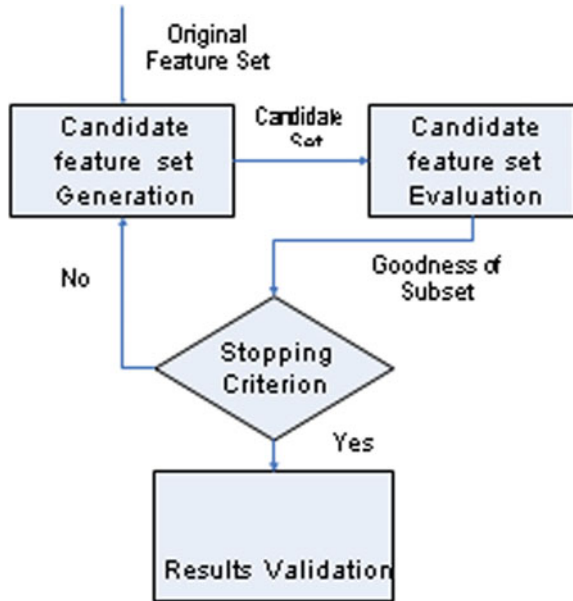 Original
Feature Set
Candidate
feature set
Generation
Candidate
Set
Candidate
feature set
Evaluation
No
Goodness of
Subset
Stopping
Criterion
Yes
Results Validation